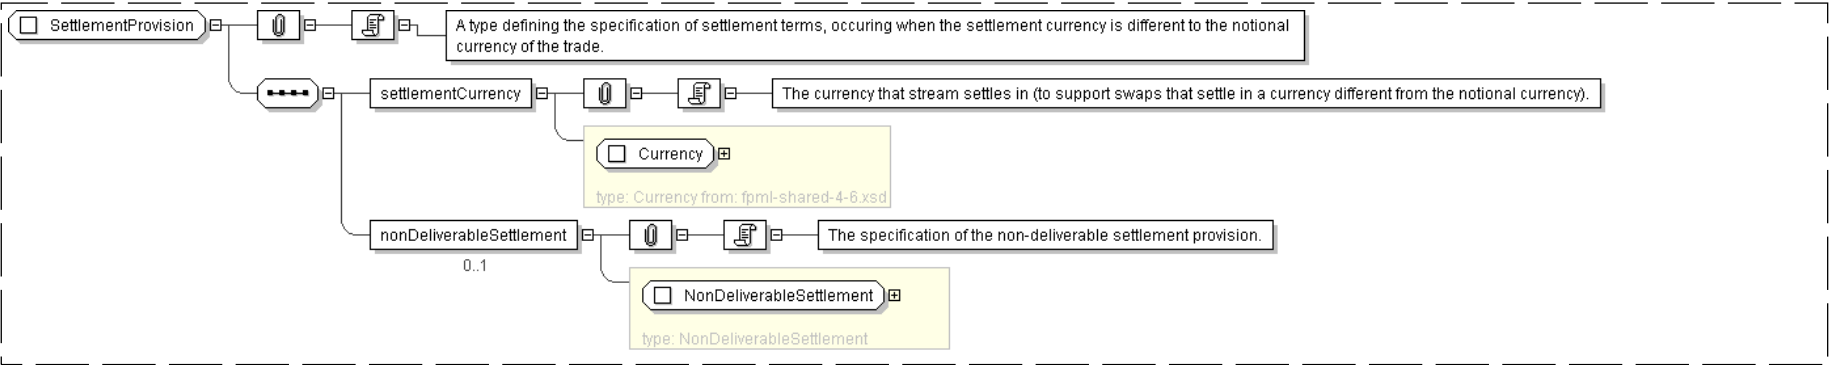 SettlementProvision
A type defining the specification of settlement terms, occuring when the settlement currency is different to the notional
currency of the trade.
settlementCurrency
The currency that stream settles in (to support swaps that settle in a currency different from the notional currency).
Currency
type: Currency from: fpml-shared-4-6.xsd
nonDeliverableSettlement
The specification of the non-deliverable settlement provision.
0..1
NonDeliverableSettlement
type: NonDeliverableSettlement